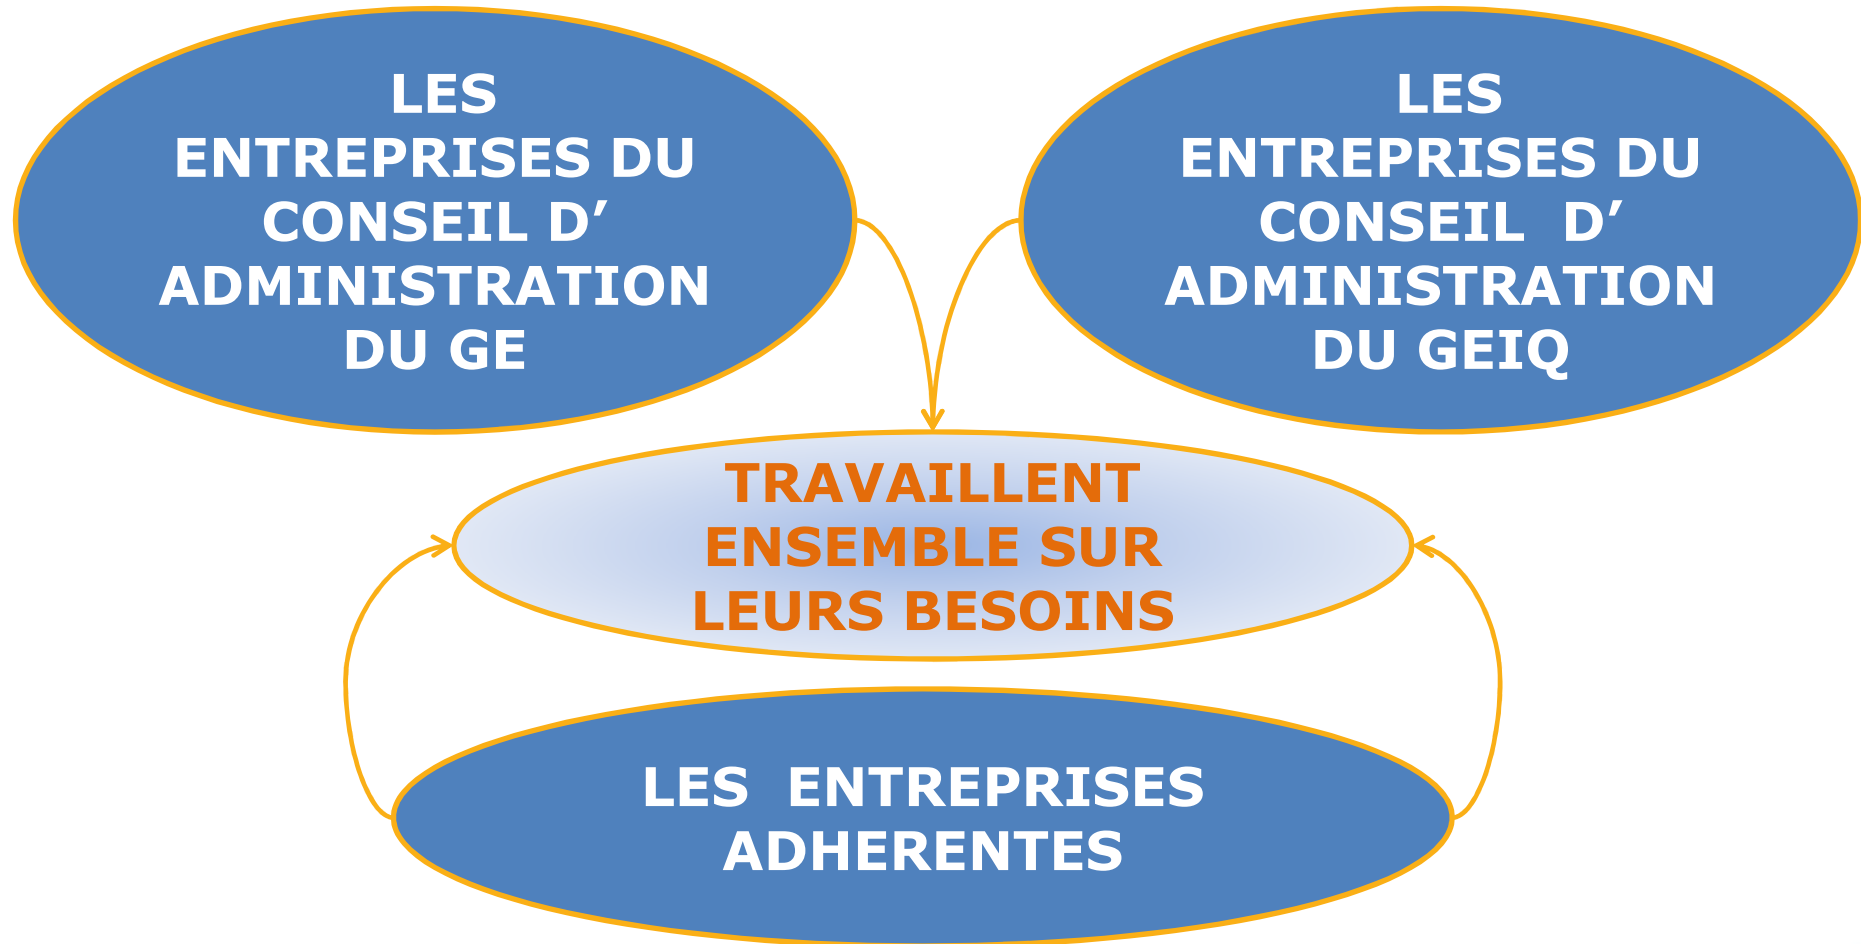 LES
ENTREPRISES DU
CONSEIL D’
ADMINISTRATION
DU GE
LES
ENTREPRISES DU
CONSEIL  D’
ADMINISTRATION
DU GEIQ
TRAVAILLENT
ENSEMBLE SUR
LEURS BESOINS
LES  ENTREPRISES
ADHERENTES